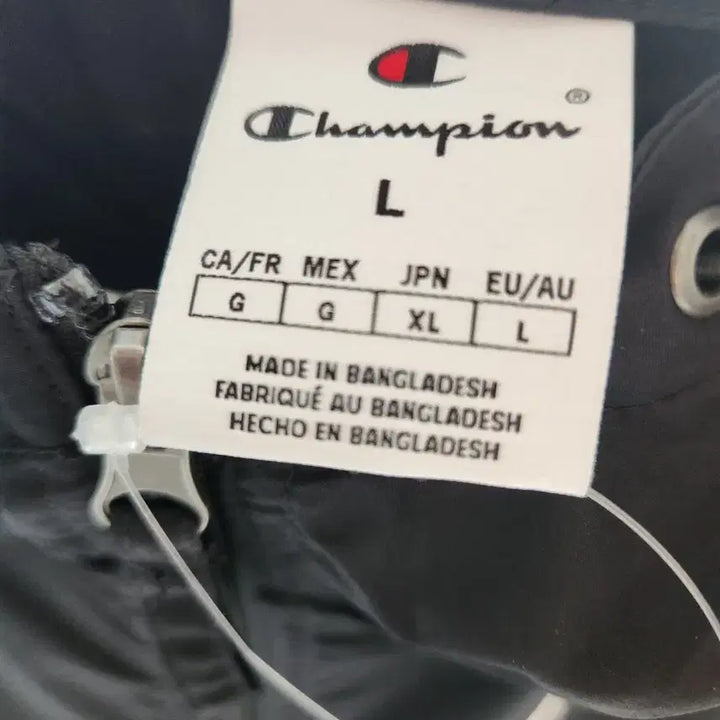 Champion®
L
CA/FR MEX JPN EU/AU
G G XL L
MADE IN BANGLADESH
FABRIQUÉ AU BANGLADESH
HECHO EN BANGLADESH